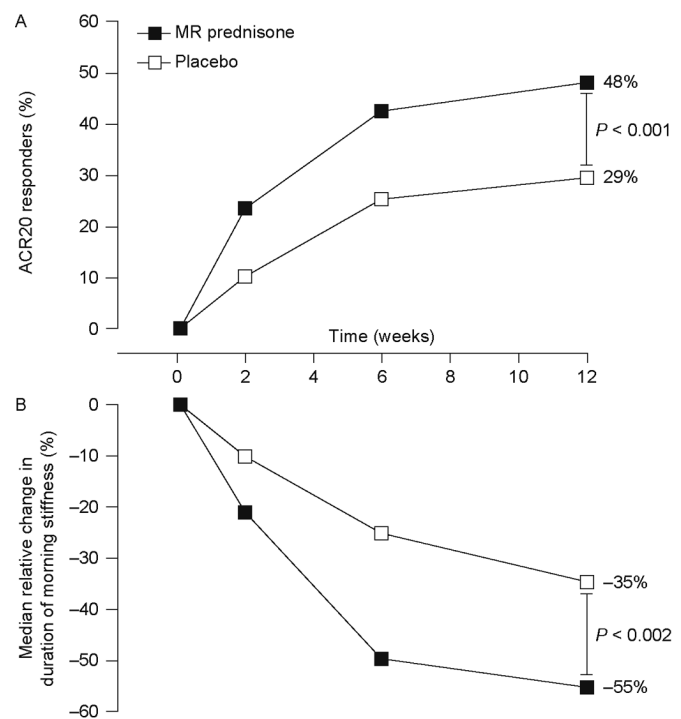 A
60
50
40
30
20
10
0
ACR20 responders (%)
MR prednisone
Placebo
48%
P < 0.001
29%
Time (weeks)
0 2 4 6 8 10 12
B
0
–10
–20
–30
–40
–50
–60
Median relative change in
duration of morning stiffness (%)
–35%
P < 0.002
–55%